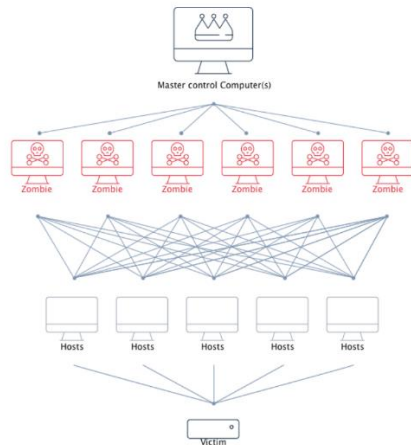 Master control Computer(s)
Zombie Zombie Zombie Zombie Zombie Zombie
Hosts Hosts Hosts Hosts Hosts
Victim